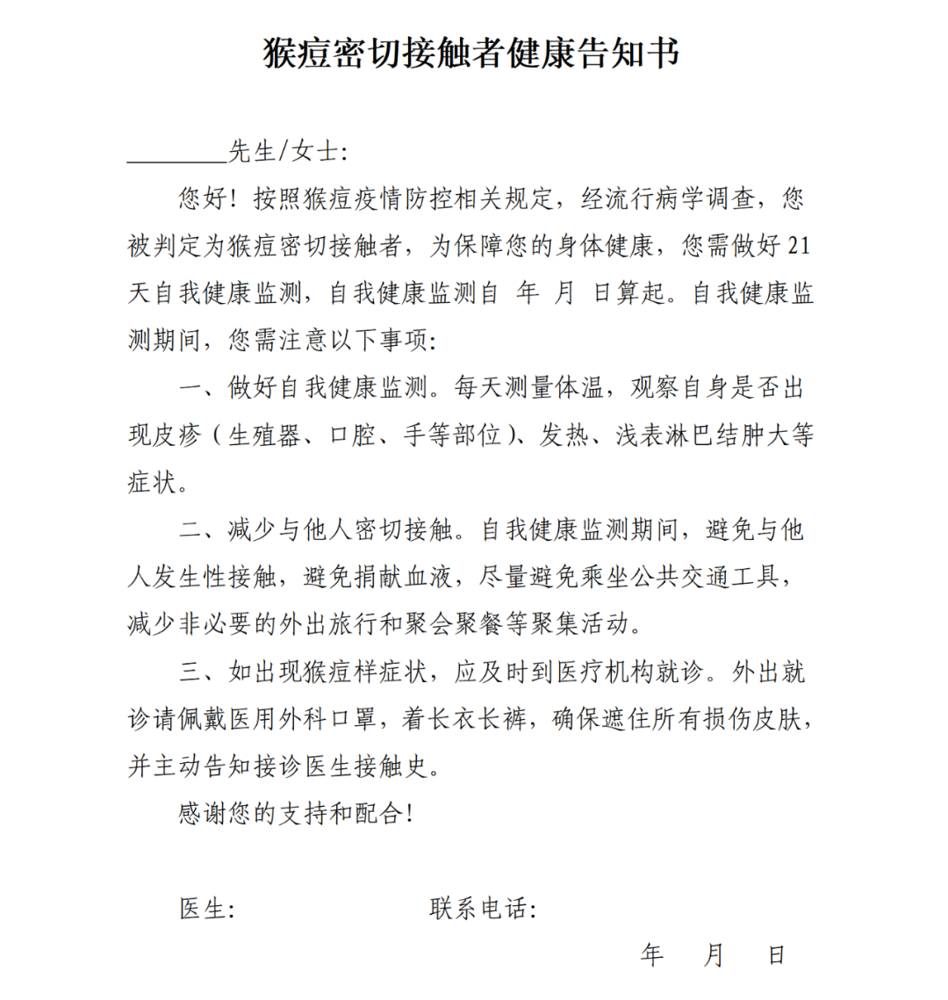 猴痘密切接触者健康告知书
________先生/女士：
您好！按照猴痘疫情防控相关规定，经流行病学调查，您
被判定为猴痘密切接触者，为保障您的身体健康，您需做好 21
天自我健康监测，自我健康监测自 年 月 日算起。自我健康监
测期间，您需注意以下事项：
一、做好自我健康监测。每天测量体温，观察自身是否出
现皮疹（生殖器、口腔、手等部位）、发热、浅表淋巴结肿大等
症状。
二、减少与他人密切接触。自我健康监测期间，避免与他
人发生性接触，避免捐献血液，尽量避免乘坐公共交通工具，
减少非必要的外出旅行和聚会聚餐等聚集活动。
三、如出现猴痘样症状，应及时到医疗机构就诊。外出就
诊请佩戴医用外科口罩，着长衣长裤，确保遮住所有损伤皮肤，
并主动告知接诊医生接触史。
感谢您的支持和配合！
医生： 联系电话：
年 月 日